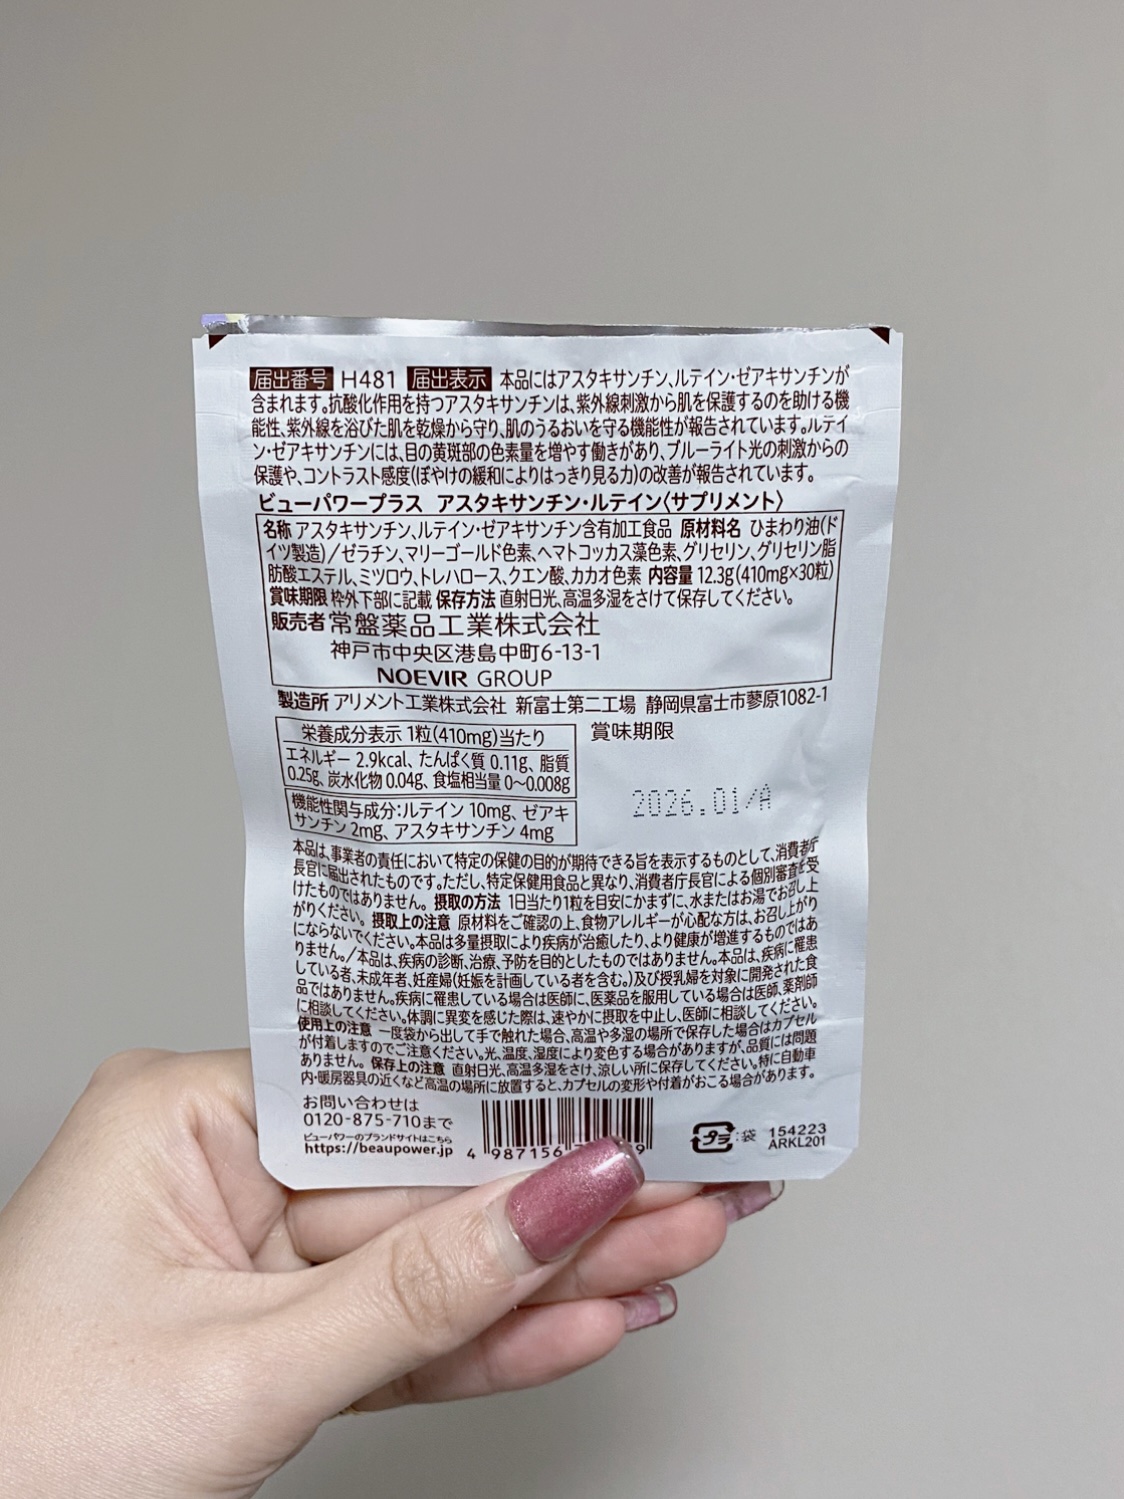 届出番号 H481 届出表示 本品にはアスタキサンチン、ルテイン・ゼアキサンチンが
含まれます。抗酸化作用を持つアスタキサンチンは、紫外線刺激から肌を保護するのを助ける機
能性、紫外線を浴びた肌を乾燥から守り、肌のうるおいを守る機能性が報告されています。ルテイ
ン・ゼアキサンチンには、目の黄斑部の色素量を増やす働きがあり、ブルーライト光の刺激からの
保護や、コントラスト感度(ぼやけの緩和によりはっきり見る力)の改善が報告されています。
ビューパワープラス アスタキサンチン・ルテイン〈サプリメント〉
名称 アスタキサンチン、ルテイン・ゼアキサンチン含有加工食品 原材料名 ひまわり油(ド
イツ製造)/ゼラチン、マリーゴールド色素、ヘマトコッカス藻色素、グリセリン、グリセリン脂
肪酸エステル、ミツロウ、トレハロース、クエン酸、カカオ色素 内容量 12.3g(410mg×30粒)
賞味期限 枠外下部に記載 保存方法 直射日光、高温多湿をさけて保存してください。
販売者 常盤薬品工業株式会社
神戸市中央区港島中町6-13-1
NOEVIR GROUP
製造所 アリメント工業株式会社 新富士第二工場 静岡県富士市蓼原1082-1
栄養成分表示 1粒(410mg)当たり
エネルギー 2.9kcal、たんぱく質 0.11g、脂質
0.25g、炭水化物 0.04g、食塩相当量 0〜0.008g
機能性関与成分:ルテイン 10mg、ゼアキ
サンチン 2mg、アスタキサンチン 4mg
賞味期限
2026.01/A
本品は、事業者の責任において特定の保健の目的が期待できる旨を表示するものとして、消費者庁
長官に届出されたものです。ただし、特定保健用食品と異なり、消費者庁長官による個別審査を受
けたものではありません。 摂取の方法 1日当たり1粒を目安にかまずに、水またはお湯でお召し上
がりください。 摂取上の注意 原材料をご確認の上、食物アレルギーが心配な方は、お召し上がり
にならないでください。本品は多量摂取により疾病が治癒したり、より健康が増進するものではあ
りません。/本品は、疾病の診断、治療、予防を目的としたものではありません。本品は、疾病に罹患
している者、未成年者、妊産婦(妊娠を計画している者を含む。)及び授乳婦を対象に開発された食
品ではありません。疾病に罹患している場合は医師に、医薬品を服用している場合は医師、薬剤師
に相談してください。体調に異変を感じた際は、速やかに摂取を中止し、医師に相談してください。
使用上の注意 一度袋から出して手で触れた場合、高温や多湿の場所で保存した場合はカプセル
が付着しますのでご注意ください。光、温度、湿度により変色する場合がありますが、品質には問題
ありません。 保存上の注意 直射日光、高温多湿をさけ、涼しい所に保存してください。特に自動車
内・暖房器具の近くなど高温の場所に放置すると、カプセルの変形や付着がおこる場合があります。
お問い合わせは
0120-875-710まで
ビューパワーのブランドサイトはこちら
https://beaupower.jp
4 987156
プラ :袋 154223
ARKL201